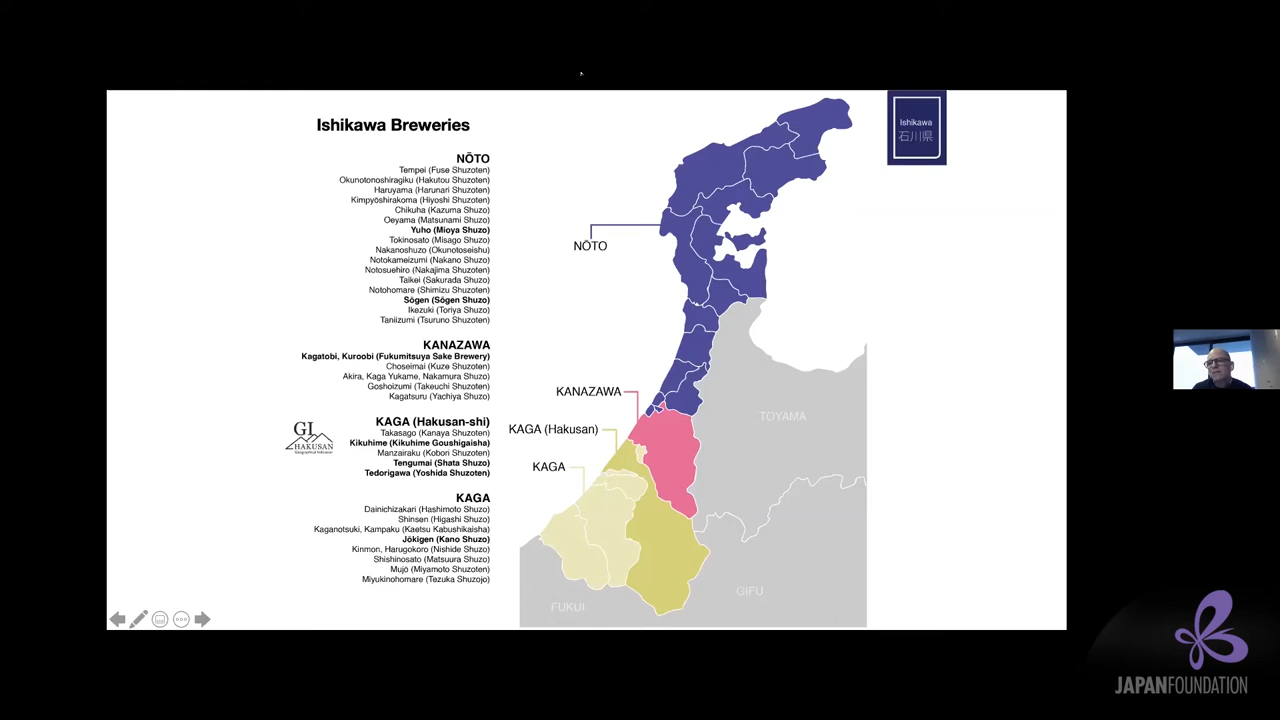 Ishikawa Breweries
NŌTO
Tempei (Fuse Shuzoten)
Okunotonoshiragiku (Hakutou Shuzoten)
Haruyama (Harunari Shuzoten)
Kimpyōshirakoma (Hiyoshi Shuzoten)
Chikuha (Kazuma Shuzo)
Oeyama (Matsunami Shuzo)
Yuho (Mioya Shuzo)
Tokinosato (Misago Shuzo)
Nakanoshuzo (Okunotoseishu)
Notokameizumi (Nakano Shuzo)
Notosuehiro (Nakajima Shuzoten)
Taikei (Sakurada Shuzo)
Notohomare (Shimizu Shuzoten)
Sōgen (Sōgen Shuzo)
Ikezuki (Toriya Shuzo)
Taniizumi (Tsuruno Shuzoten)
KANAZAWA
Kagatobi, Kuroobi (Fukumitsuya Sake Brewery)
Choseimai (Kuze Shuzoten)
Akira, Kaga Yukame, Nakamura Shuzo)
Goshoizumi (Takeuchi Shuzoten)
Kagatsuru (Yachiya Shuzo)
KAGA (Hakusan-shi)
Takasago (Kanaya Shuzoten)
Kikuhime (Kikuhime Goushigaisha)
Manzairaku (Kobori Shuzoten)
Tengumai (Shata Shuzo)
Tedorigawa (Yoshida Shuzoten)
GI
HAKUSAN
Geographical Indication
KAGA
Dainichizakari (Hashimoto Shuzo)
Shinsen (Higashi Shuzo)
Kaganotsuki, Kampaku (Kaetsu Kabushikaisha)
Jōkigen (Kano Shuzo)
Kinmon, Harugokoro (Nishide Shuzo)
Shishinosato (Matsuura Shuzo)
Mujō (Miyamoto Shuzoten)
Miyukinohomare (Tezuka Shuzojo)
NŌTO
KANAZAWA
KAGA (Hakusan)
KAGA
TOYAMA
GIFU
FUKUI
Ishikawa
石川県
JAPANFOUNDATION